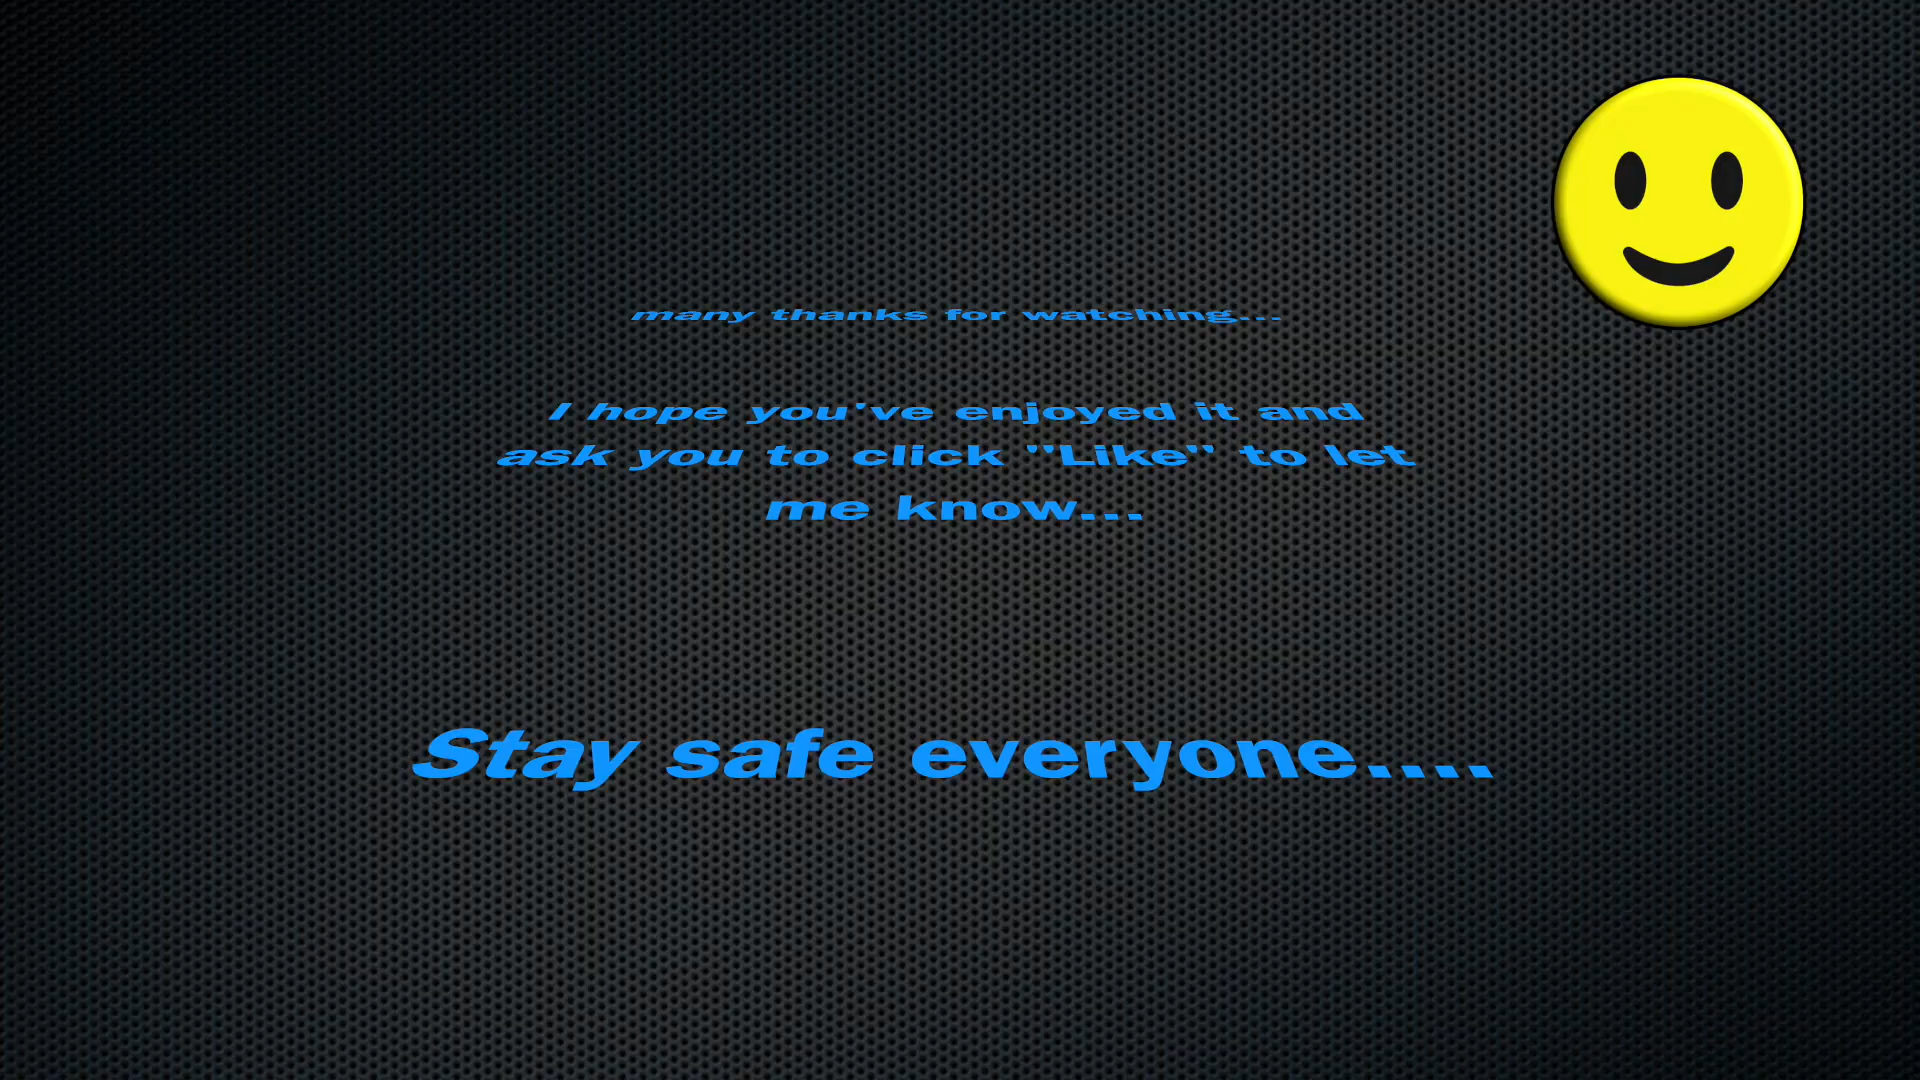 many thanks for watching...
I hope you've enjoyed it and
ask you to click "Like" to let
me know...
Stay safe everyone....